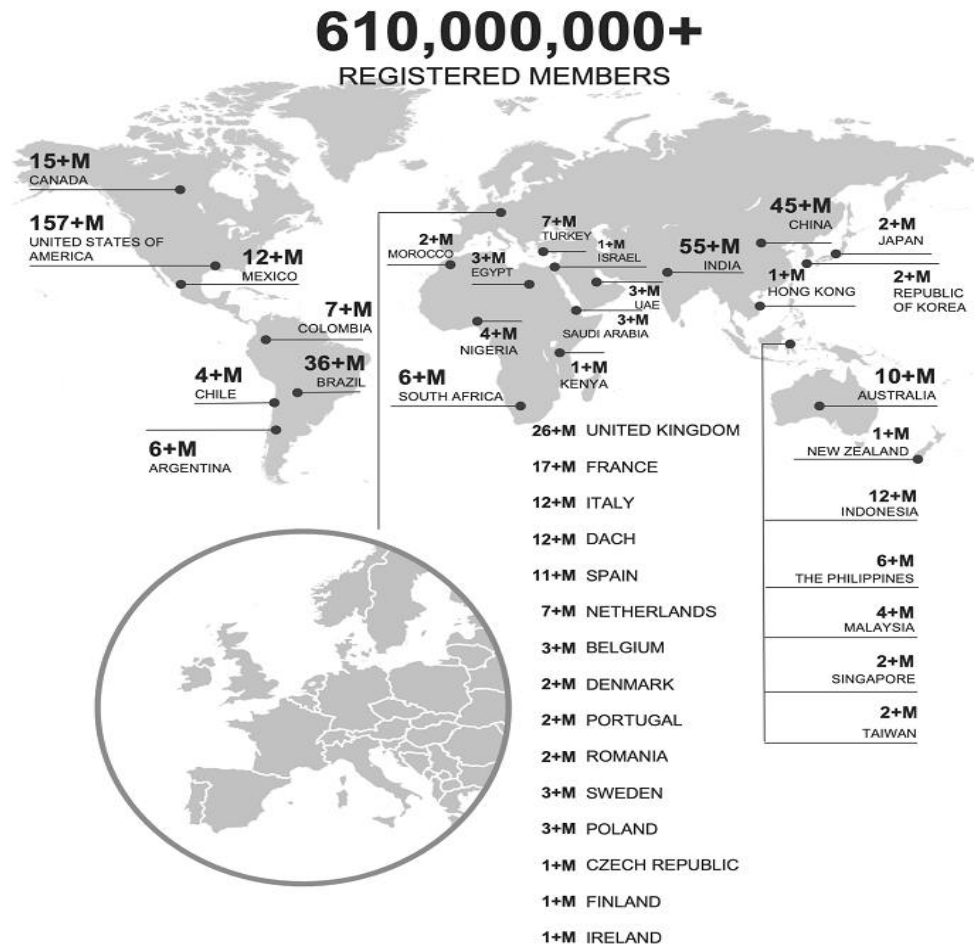 610,000,000+
REGISTERED MEMBERS
15+M
CANADA
157+M
UNITED STATES OF
AMERICA
12+M
MEXICO
7+M
COLOMBIA
36+M
BRAZIL
4+M
CHILE
6+M
ARGENTINA
2+M
MOROCCO
3+M
EGYPT
7+M
TURKEY
1+M
ISRAEL
3+M
UAE
3+M
SAUDI ARABIA
4+M
NIGERIA
1+M
KENYA
6+M
SOUTH AFRICA
55+M
INDIA
45+M
CHINA
2+M
JAPAN
1+M
HONG KONG
2+M
REPUBLIC
OF KOREA
10+M
AUSTRALIA
1+M
NEW ZEALAND
12+M
INDONESIA
6+M
THE PHILIPPINES
4+M
MALAYSIA
2+M
SINGAPORE
2+M
TAIWAN
26+M UNITED KINGDOM
17+M FRANCE
12+M ITALY
12+M DACH
11+M SPAIN
7+M NETHERLANDS
3+M BELGIUM
2+M DENMARK
2+M PORTUGAL
2+M ROMANIA
3+M SWEDEN
3+M POLAND
1+M CZECH REPUBLIC
1+M FINLAND
1+M IRELAND